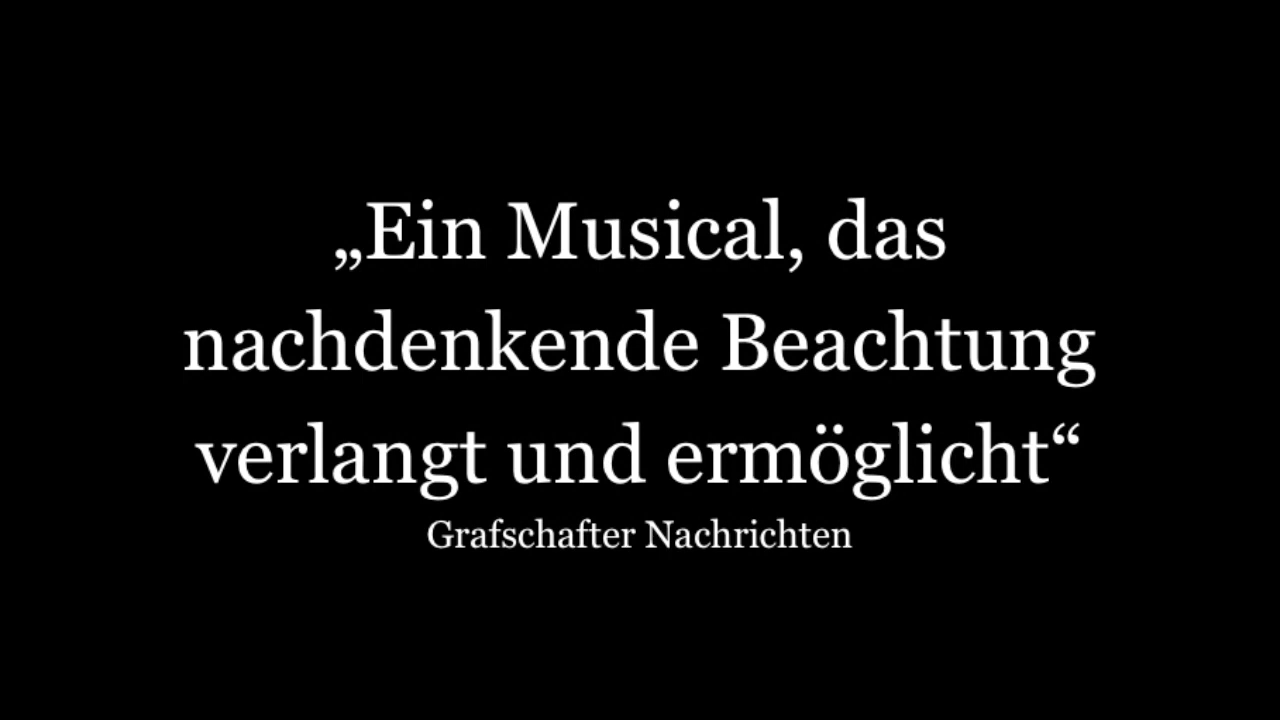 „Ein Musical, das
nachdenkende Beachtung
verlangt und ermöglicht“
Grafschafter Nachrichten